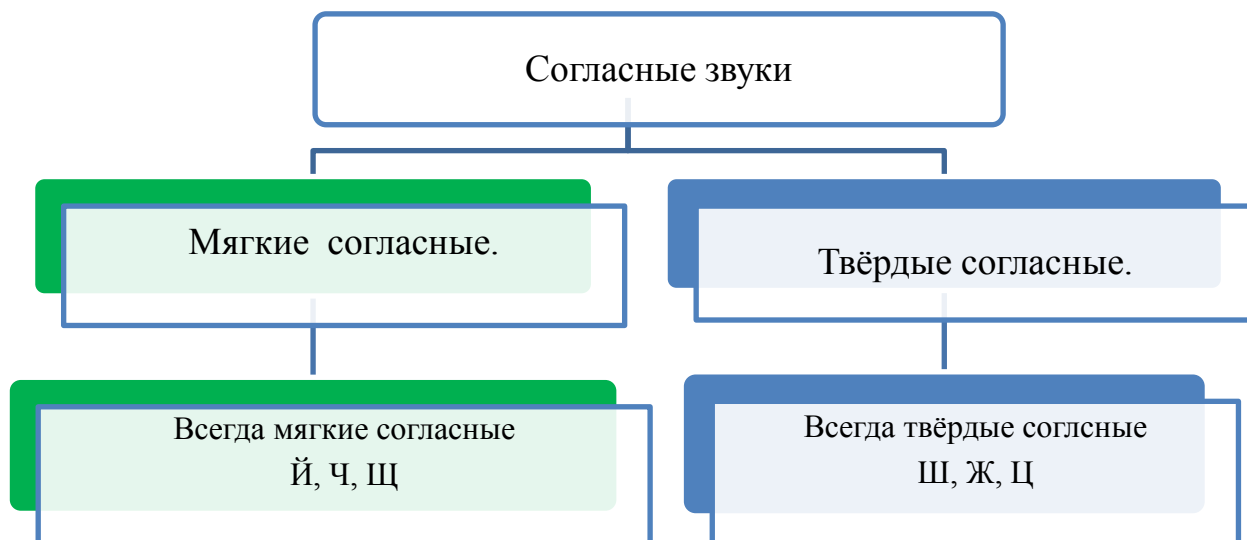 Согласные звуки
Мягкие  согласные.
Твёрдые согласные.
Всегда мягкие согласные
Й, Ч, Щ
Всегда твёрдые соглсные
Ш, Ж, Ц